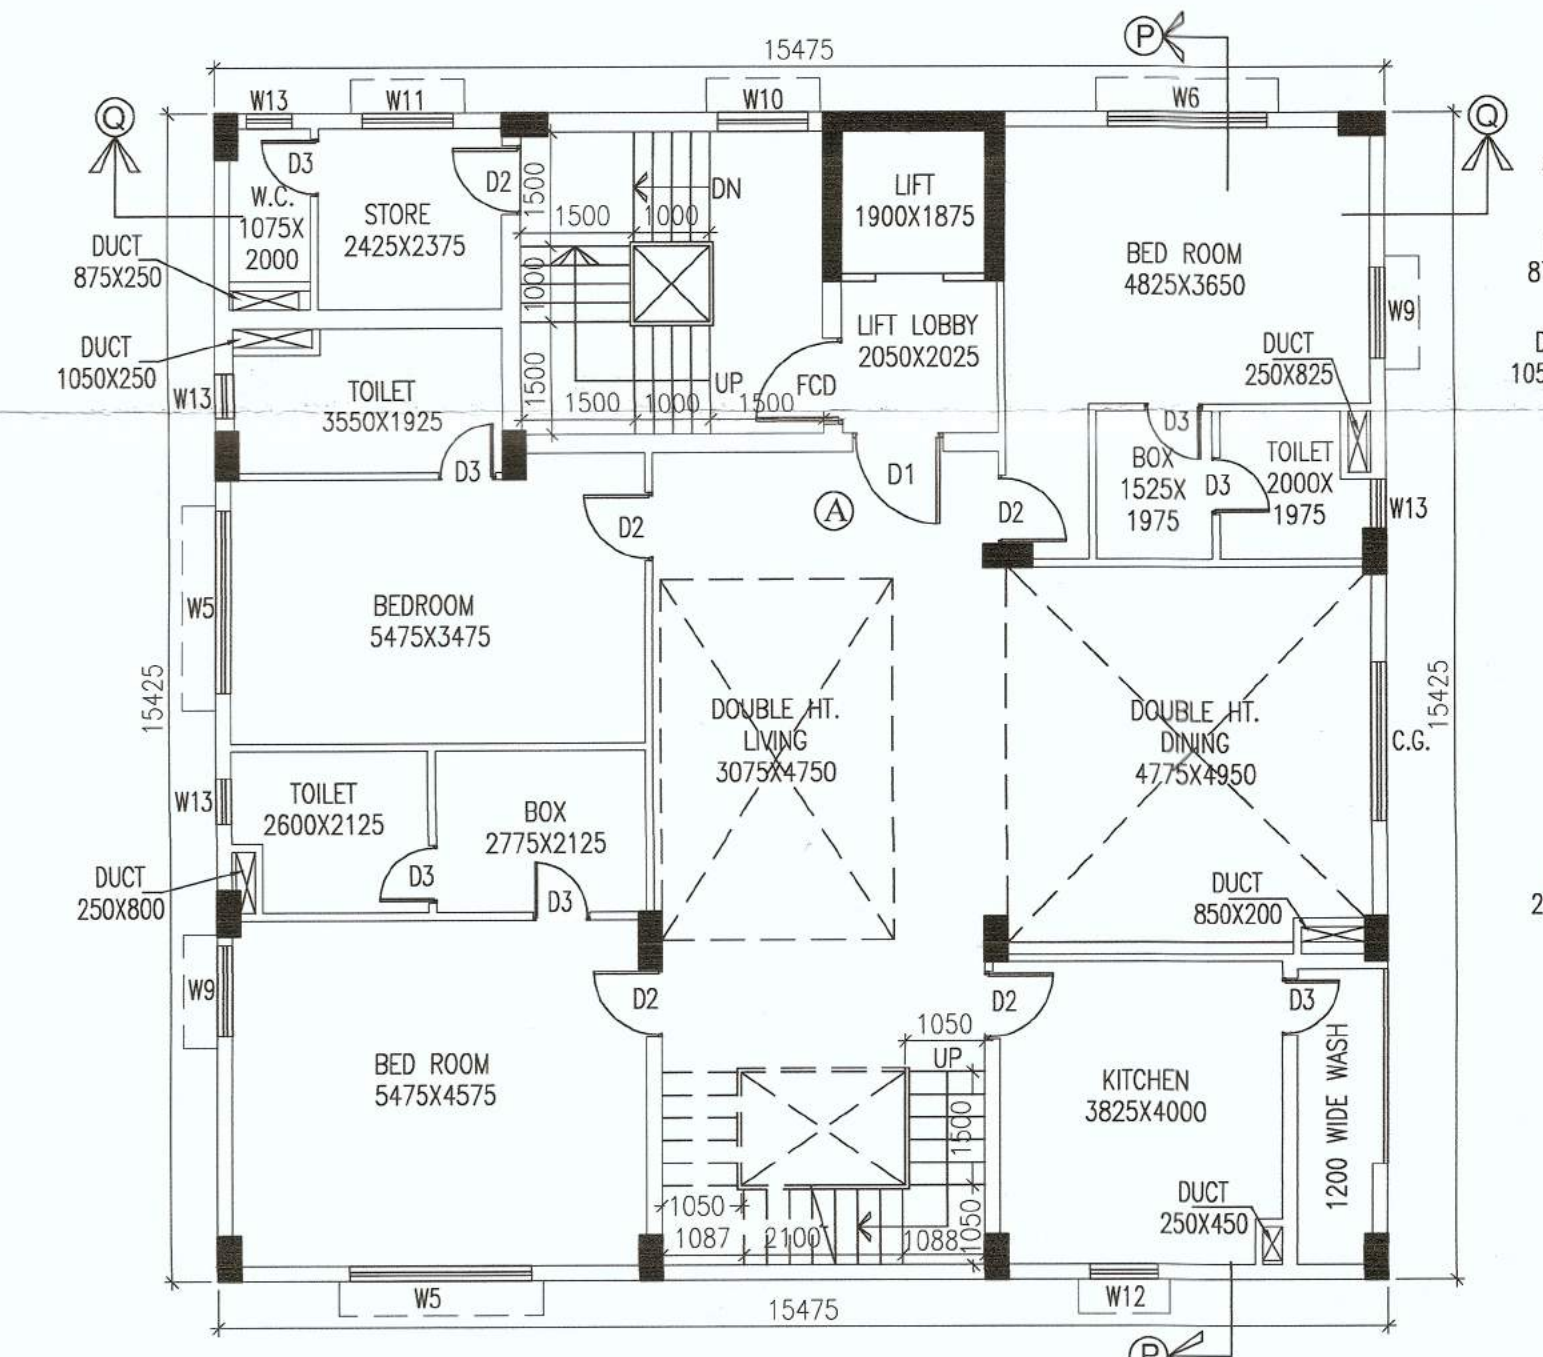 P
15475
W13
W11
W10
W6
Q
Q
D3
D2
W.C.
1075X
2000
STORE
2425X2375
1500
DN
1500
1000
LIFT
1900X1875
BED ROOM
4825X3650
DUCT
875X250
1000
W9
LIFT LOBBY
2050X2025
DUCT
1050X250
DUCT
250X825
TOILET
3550X1925
W13
1500
UP
FCD
1500
1000
1500
105
D3
D1
D3
BOX
1525X
1975
D3
TOILET
2000X
1975
W13
A
D2
D2
W5
BEDROOM
5475X3475
15425
15425
DOUBLE HT.
LIVING
3075X4750
DOUBLE HT.
DINING
4775X4950
C.G.
W13
TOILET
2600X2125
BOX
2775X2125
D3
D3
DUCT
250X800
DUCT
850X200
2
W9
D2
D2
D3
1050
UP
BED ROOM
5475X4575
KITCHEN
3825X4000
1200 WIDE WASH
1500
DUCT
250X450
1050
1050
1087
2100
1088
W5
W12
15475
P